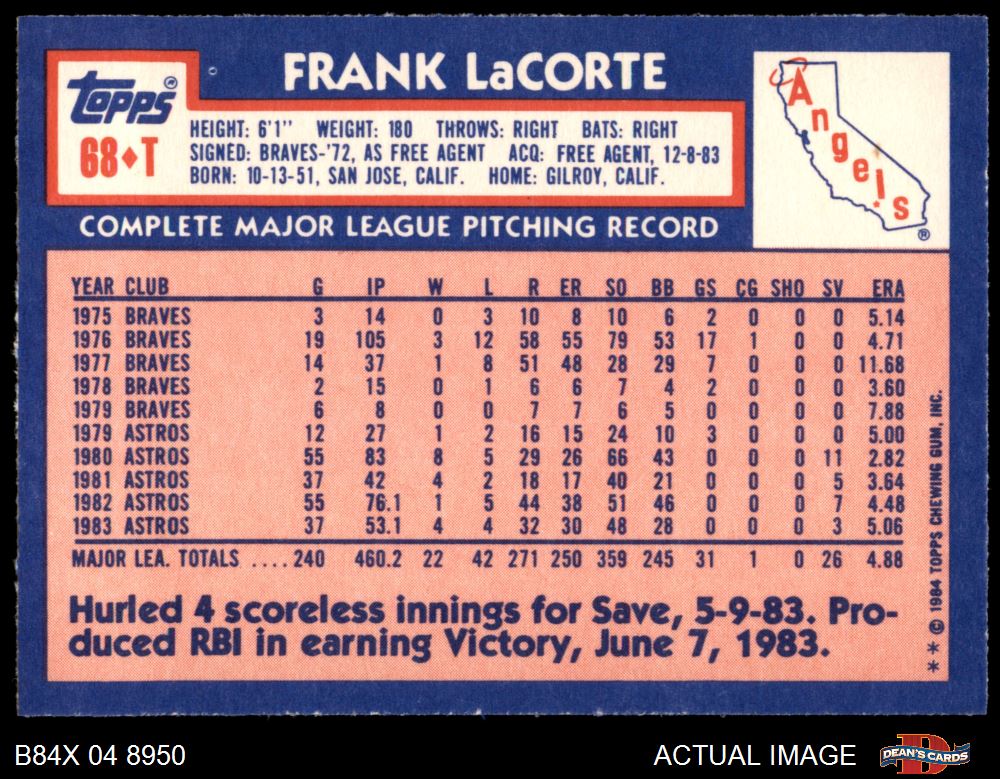 FRANK LaCORTE
Topps®
68♦T
HEIGHT: 6'1" WEIGHT: 180 THROWS: RIGHT BATS: RIGHT
SIGNED: BRAVES-'72, AS FREE AGENT ACQ: FREE AGENT, 12-8-83
BORN: 10-13-51, SAN JOSE, CALIF. HOME: GILROY, CALIF.
Angels
®
COMPLETE MAJOR LEAGUE PITCHING RECORD
YEAR CLUB G IP W L R ER SO BB GS CG SHO SV ERA
1975 BRAVES 3 14 0 3 10 8 10 6 2 0 0 0 5.14
1976 BRAVES 19 105 3 12 58 55 79 53 17 1 0 0 4.71
1977 BRAVES 14 37 1 8 51 48 28 29 7 0 0 0 11.68
1978 BRAVES 2 15 0 1 6 6 7 4 2 0 0 0 3.60
1979 BRAVES 6 8 0 0 7 7 6 5 0 0 0 0 7.88
1979 ASTROS 12 27 1 2 16 15 24 10 3 0 0 0 5.00
1980 ASTROS 55 83 8 5 29 26 66 43 0 0 0 11 2.82
1981 ASTROS 37 42 4 2 18 17 40 21 0 0 0 5 3.64
1982 ASTROS 55 76.1 1 5 44 38 51 46 0 0 0 7 4.48
1983 ASTROS 37 53.1 4 4 32 30 48 28 0 0 0 3 5.06
MAJOR LEA. TOTALS ....240 460.2 22 42 271 250 359 245 31 1 0 26 4.88
Hurled 4 scoreless innings for Save, 5-9-83. Pro-
duced RBI in earning Victory, June 7, 1983.
** © 1984 TOPPS CHEWING GUM, INC.
B84X 04 8950
ACTUAL IMAGE
DEAN'S CARDS